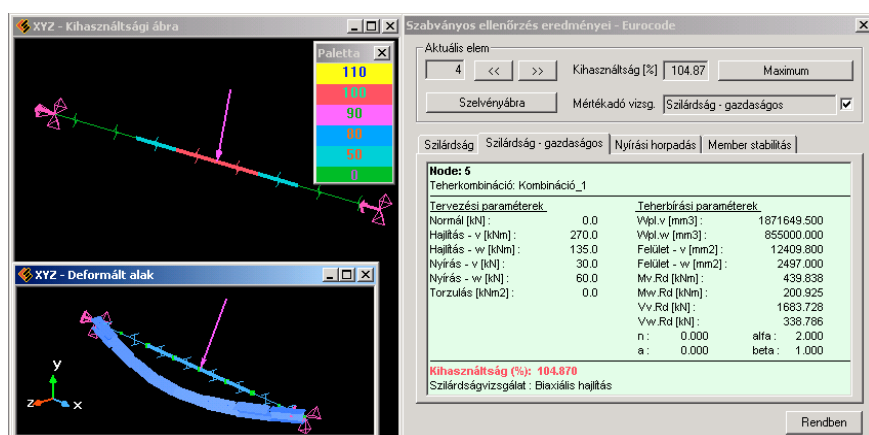 XYZ - Kihasználtsági ábra
Paletta
110
100
90
80
50
0
XYZ - Deformált alak
y
z
x
Szabványos ellenőrzés eredményei - Eurocode
Aktuális elem
4 << >> Kihasználtság [%] 104.87 Maximum
Szelvényábra Mértékadó vizsg. Szilárdság - gazdaságos
Szilárdság Szilárdság - gazdaságos Nyírási horpadás Member stabilitás
Node: 5
Teherkombináció: Kombináció_1
Tervezési paraméterek Teherbírási paraméterek
Normál [kN] : 0.0 Wpl.v [mm3] : 1871649.500
Hajlítás - v [kNm] : 270.0 Wpl.w [mm3] : 855000.000
Hajlítás - w [kNm] : 135.0 Felület - v [mm2] : 12409.800
Nyírás - v [kN] : 30.0 Felület - w [mm2] : 2497.000
Nyírás - w [kN] : 60.0 Mv.Rd [kNm] : 439.838
Torzulás [kNm2] : 0.0 Mw.Rd [kNm] : 200.925
Vv.Rd [kN] : 1683.728
Vw.Rd [kN] : 338.786
n : 0.000 alfa : 2.000
a : 0.000 beta : 1.000
Kihasználtság (%): 104.870
Szilárdságvizsgálat : Biaxiális hajlítás
Rendben